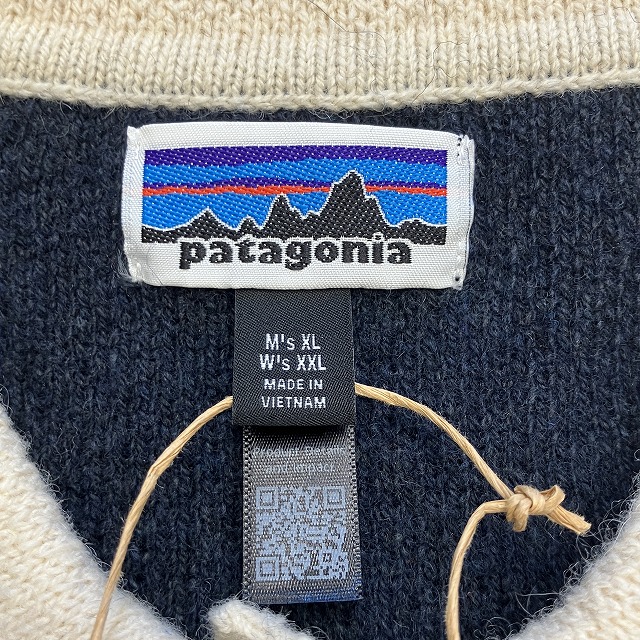 patagonia
M's XL
W's XXL
MADE IN
VIETNAM